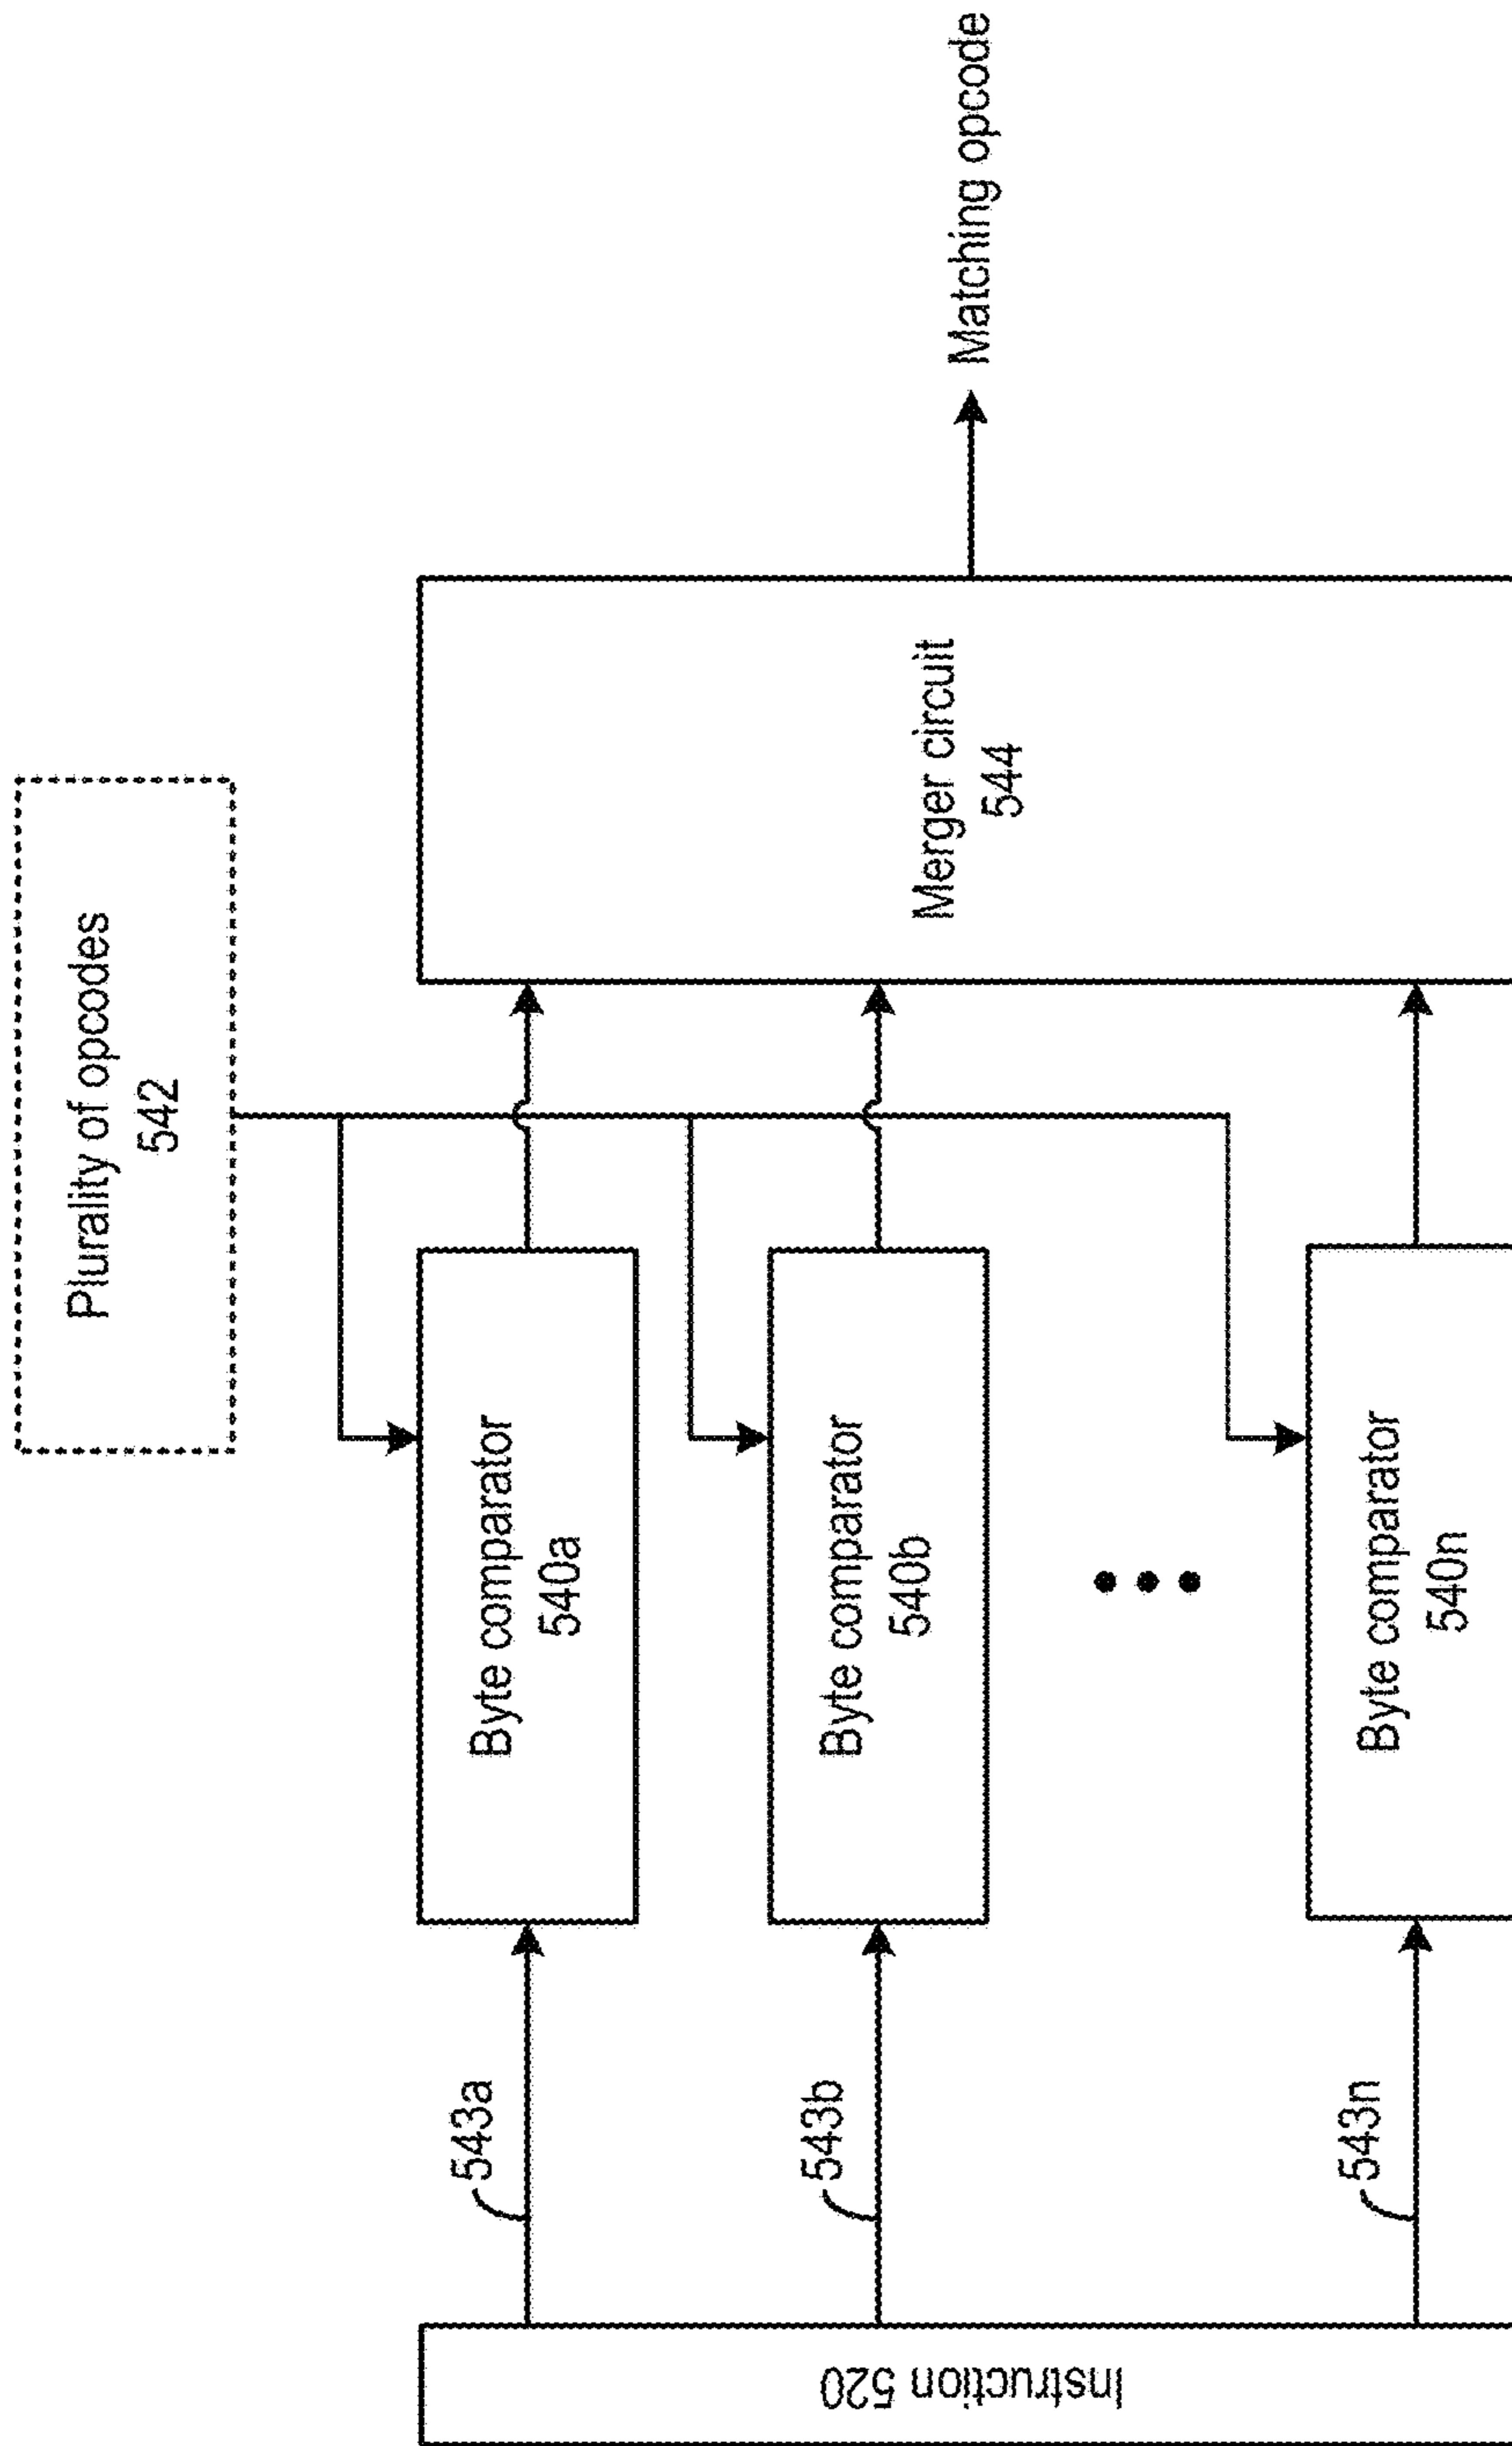 Plurality of opcodes
542
Instruction 520
543a
Byte comparator
540a
543b
Byte comparator
540b
543n
Byte comparator
540n
Merger circuit
544
Matching opcode